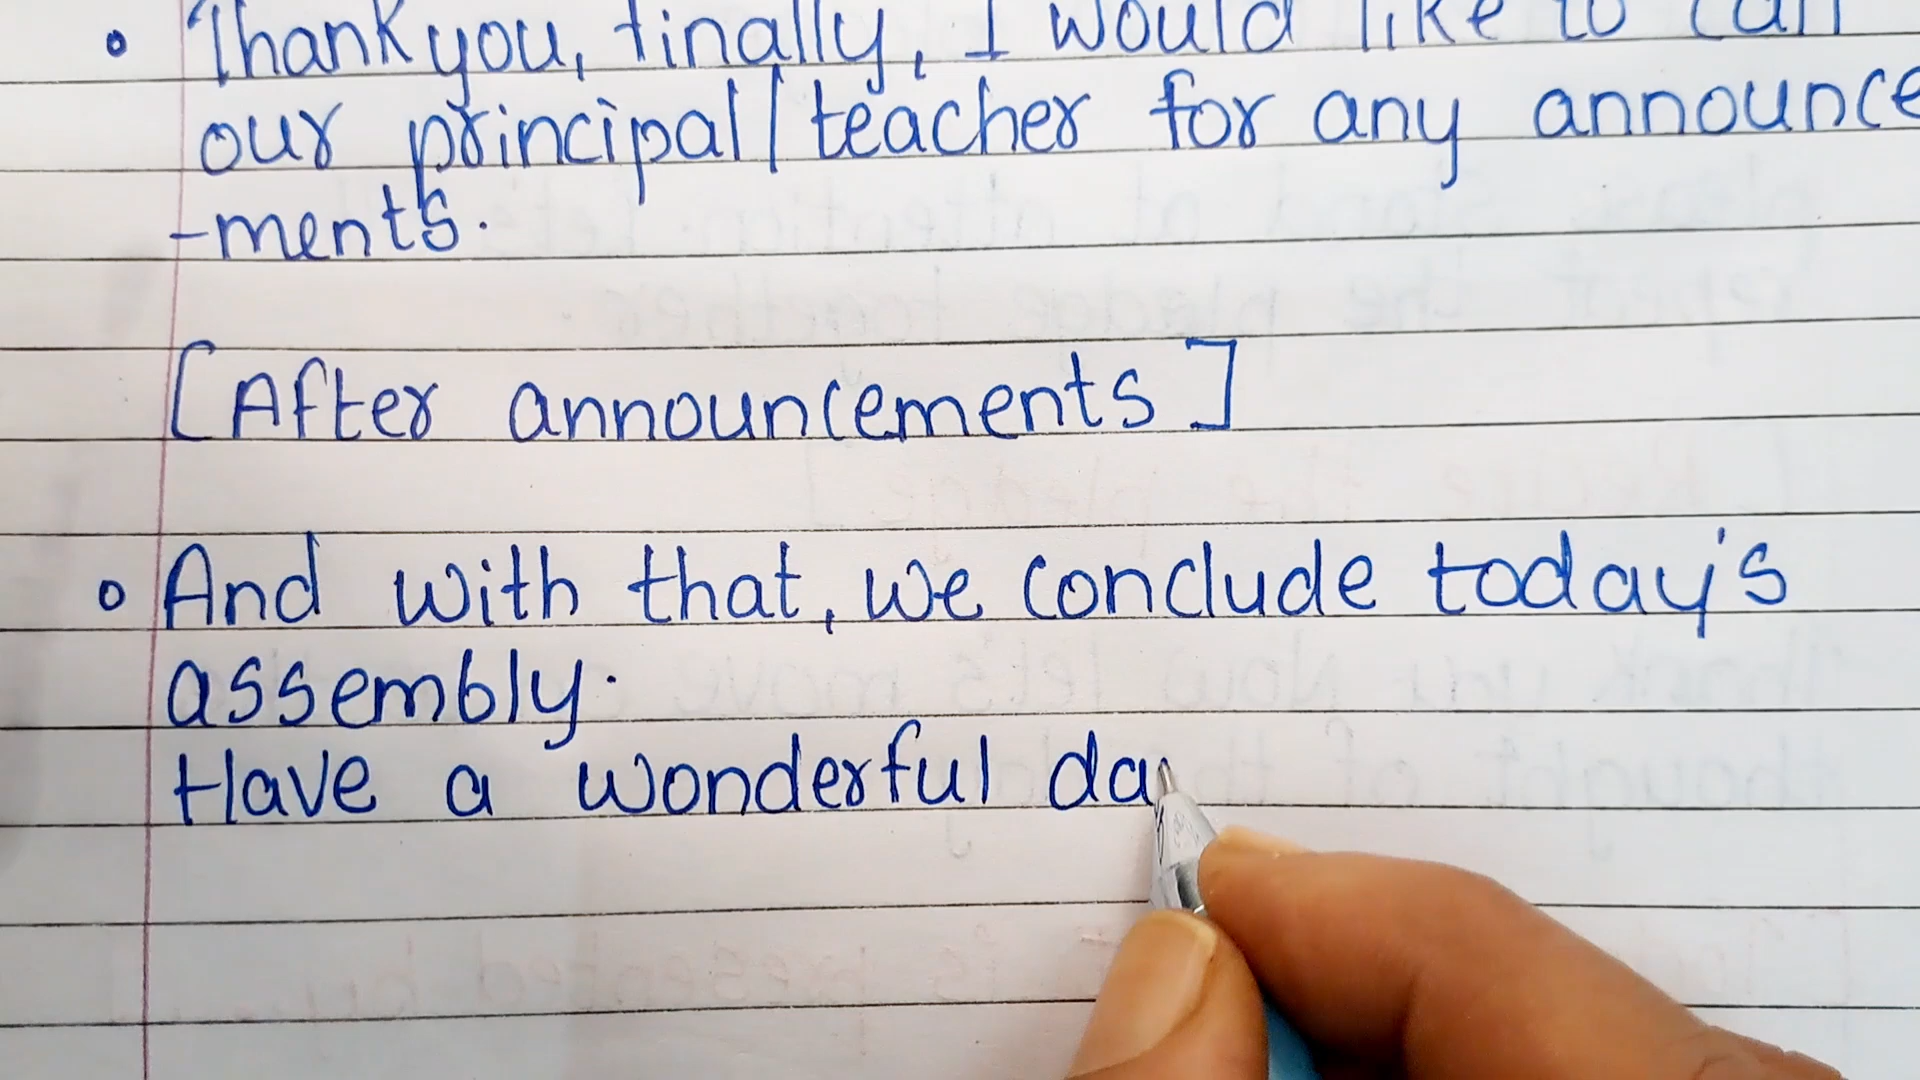 • Thank you, finally, I would like to call
our principal/teacher for any announce
-ments.
[After announcements]
• And with that, we conclude today's
assembly.
Have a wonderful da